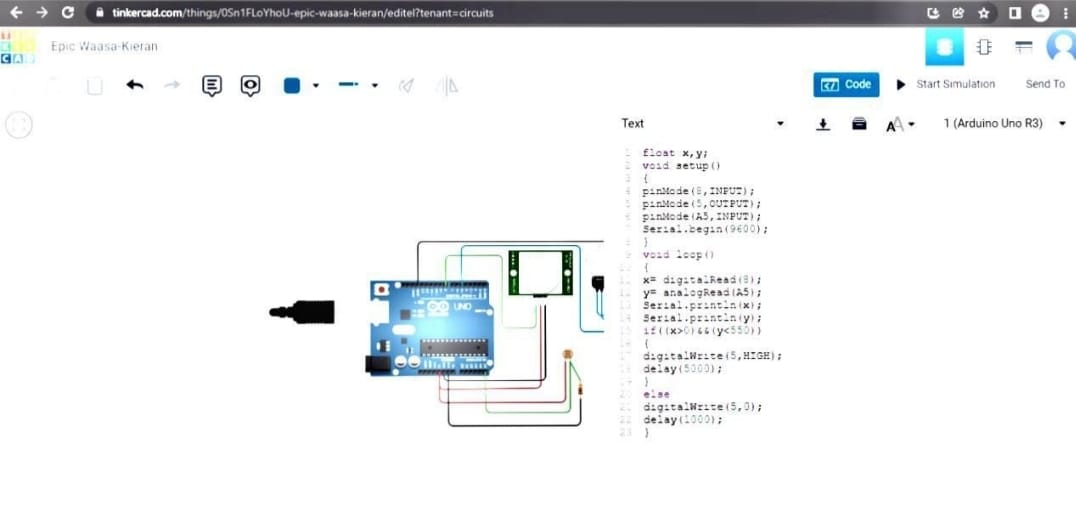 tinkercad.com/things/0Sn1FLoYhoU-epic-waasa-kieran/editel?tenant=circuits
Epic Waasa-Kieran
Code
Start Simulation
Send To
Text
1 (Arduino Uno R3)
1 float x,y;
2 void setup()
3 {
4 pinMode(8,INPUT);
5 pinMode(5,OUTPUT);
6 pinMode(A5,INPUT);
7 Serial.begin(9600);
8 }
9 void loop()
10 {
11 x= digitalRead(8);
12 y= analogRead(A5);
13 Serial.println(x);
14 Serial.println(y);
15 if((x>0)&&(y<550))
16 {
17 digitalWrite(5,HIGH);
18 delay(5000);
19 }
20 else
21 digitalWrite(5,0);
22 delay(1000);
23 }
UNO